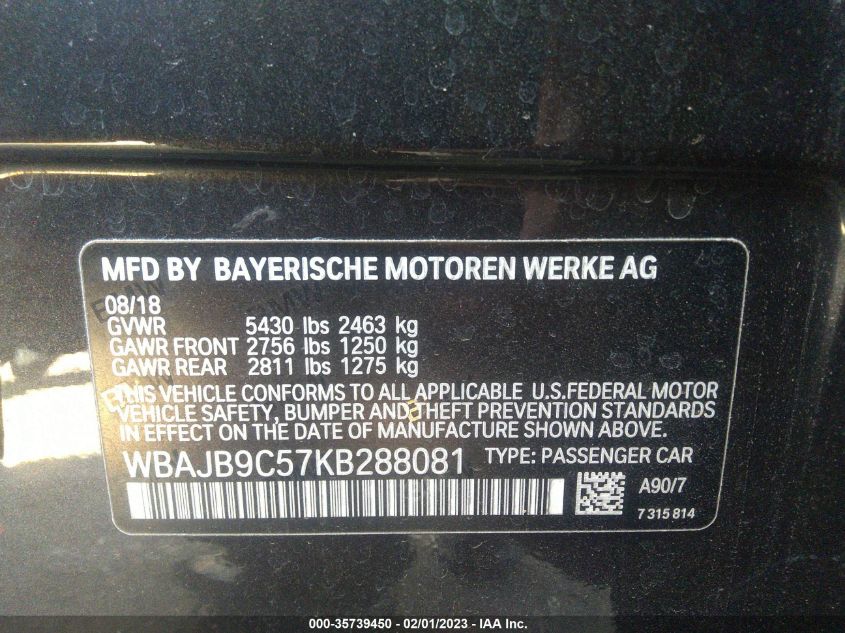 MFD BY BAYERISCHE MOTOREN WERKE AG
08/18
GVWR 5430 lbs 2463 kg
GAWR FRONT 2756 lbs 1250 kg
GAWR REAR 2811 lbs 1275 kg
THIS VEHICLE CONFORMS TO ALL APPLICABLE U.S.FEDERAL MOTOR
VEHICLE SAFETY, BUMPER AND THEFT PREVENTION STANDARDS
IN EFFECT ON THE DATE OF MANUFACTURE SHOWN ABOVE.
WBAJB9C57KB288081 TYPE: PASSENGER CAR
A90/7
7 315 814
000-35739450 - 02/01/2023 - IAA Inc.